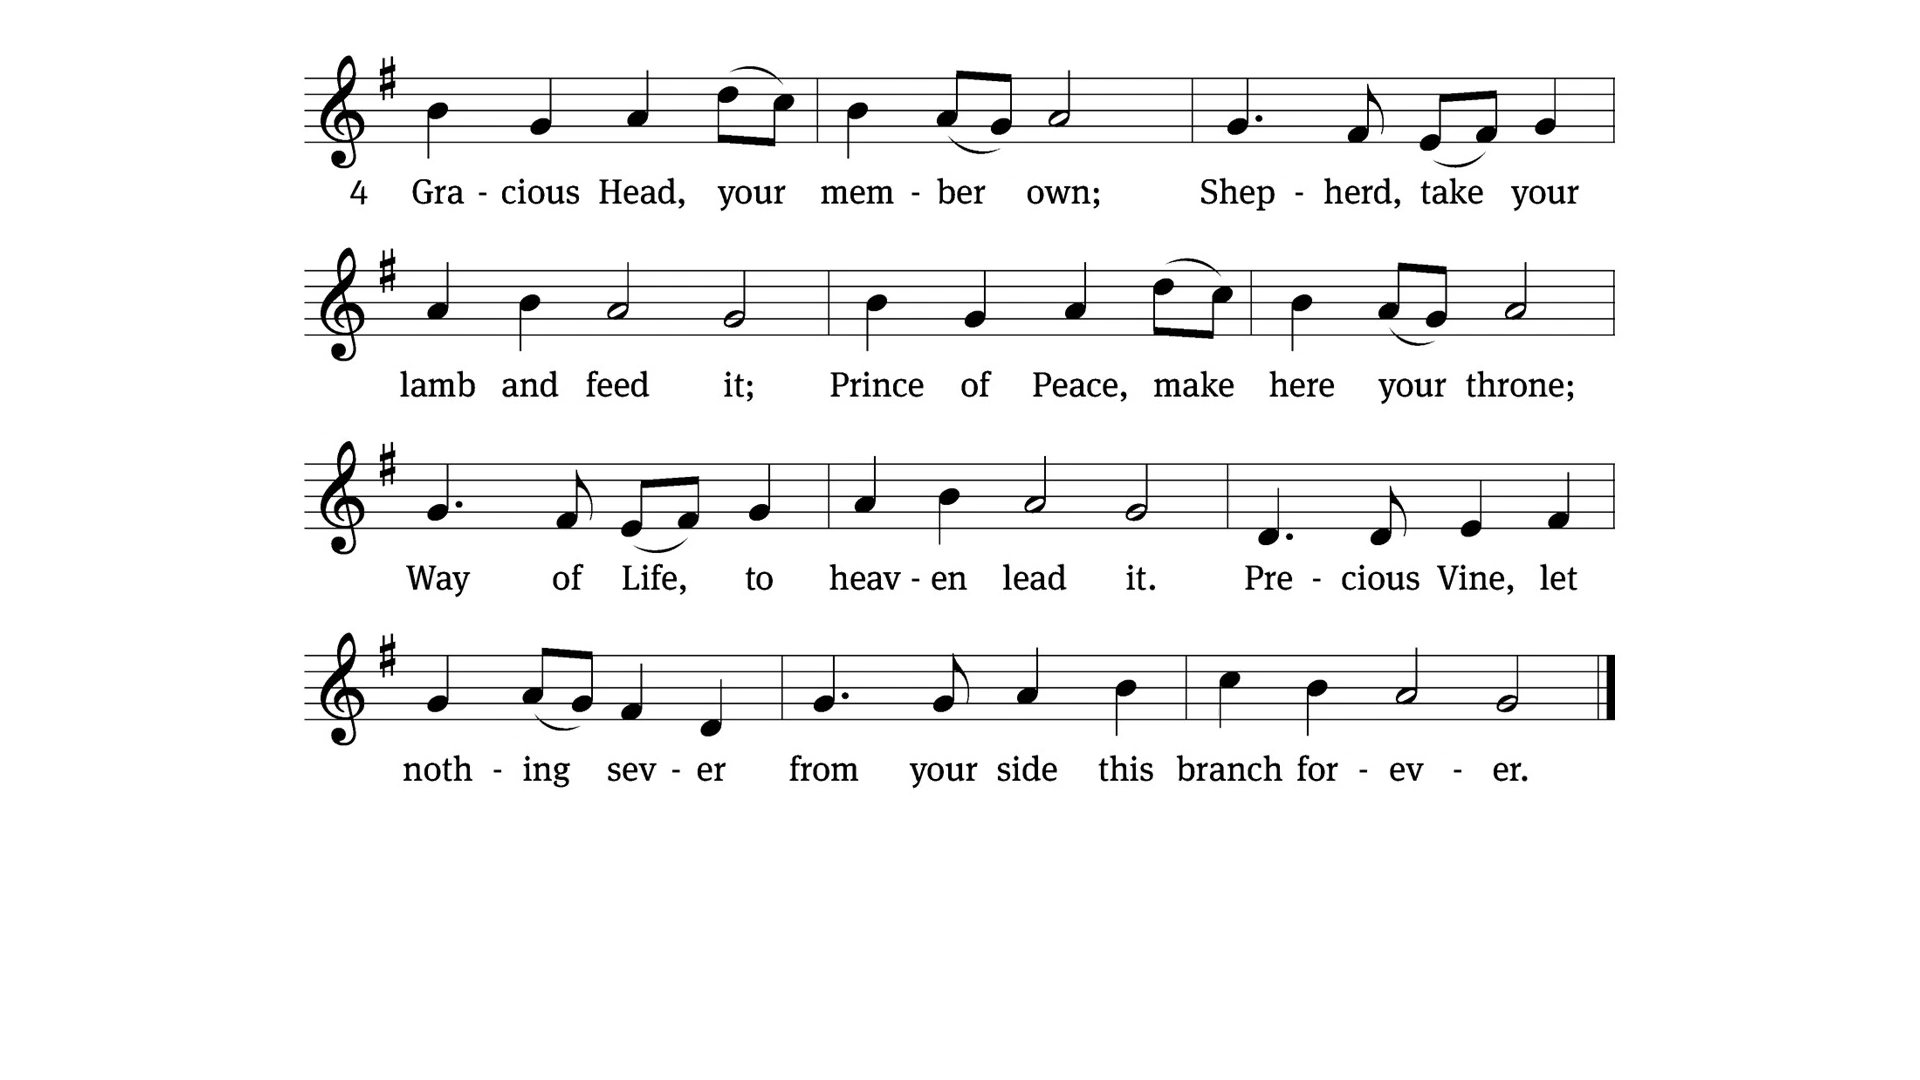 4 Gra - cious Head, your mem - ber own; Shep - herd, take your
lamb and feed it; Prince of Peace, make here your throne;
Way of Life, to heav - en lead it. Pre - cious Vine, let
noth - ing sev - er from your side this branch for - ev - er.